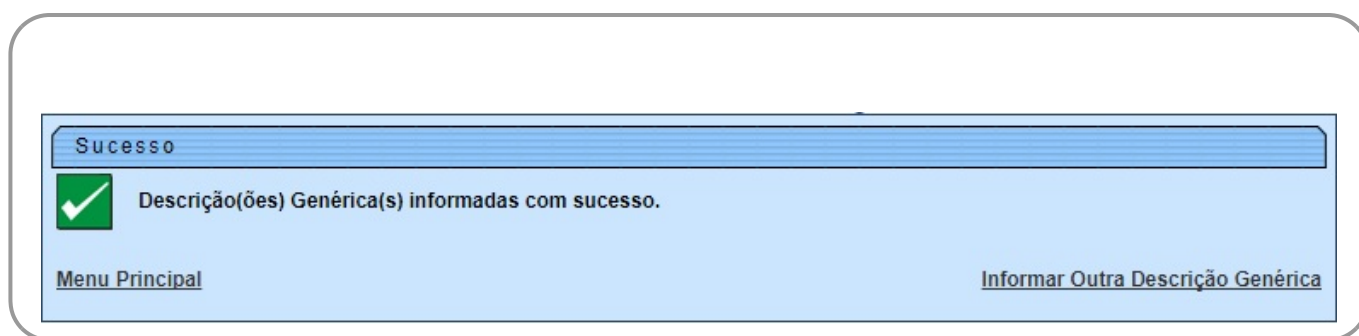 Sucesso
Descrição(ões) Genérica(s) informadas com sucesso.
Menu Principal
Informar Outra Descrição Genérica